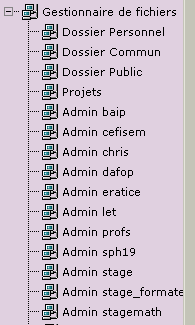 Gestionnaire de fichiers
Dossier Personnel
Dossier Commun
Dossier Public
Projets
Admin baip
Admin cefisem
Admin chris
Admin dafop
Admin eratice
Admin let
Admin profs
Admin sph19
Admin stage
Admin stage_formate
Admin stagemath